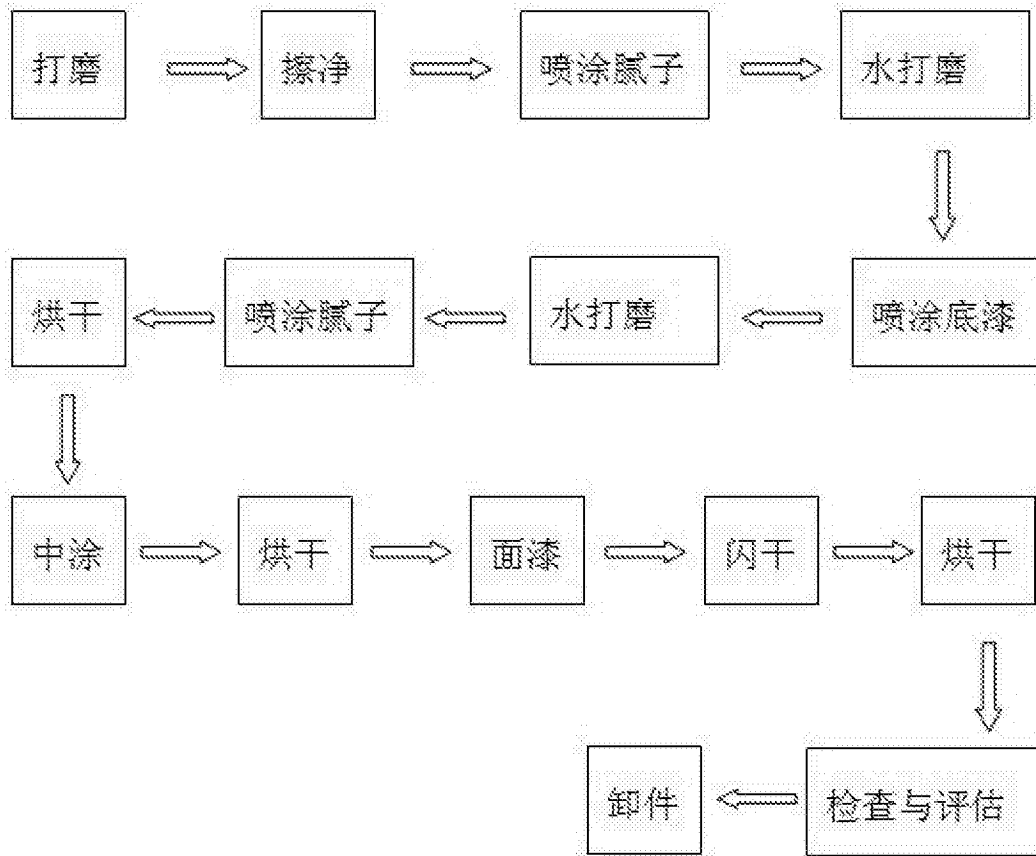 打磨 擦净 喷涂腻子 水打磨
烘干 喷涂腻子 水打磨 喷涂底漆
中涂 烘干 面漆 闪干 烘干
卸件 检查与评估